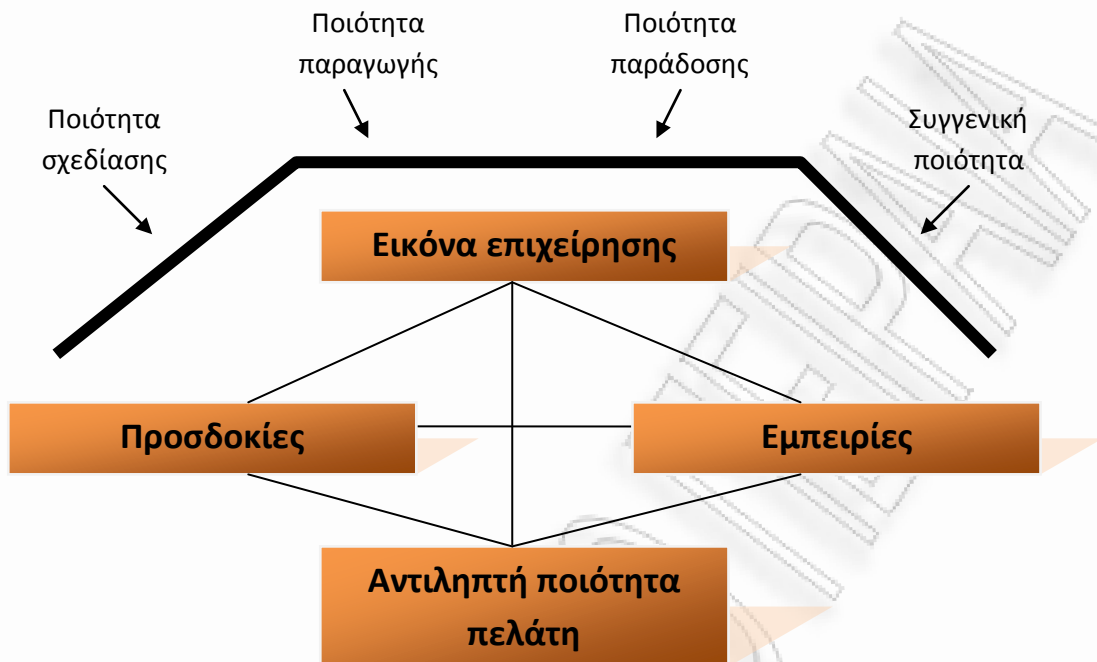 Ποιότητα
παραγωγής
Ποιότητα
παράδοσης
Ποιότητα
σχεδίασης
Συγγενική
ποιότητα
Εικόνα επιχείρησης
Προσδοκίες
Εμπειρίες
Αντιληπτή ποιότητα
πελάτη